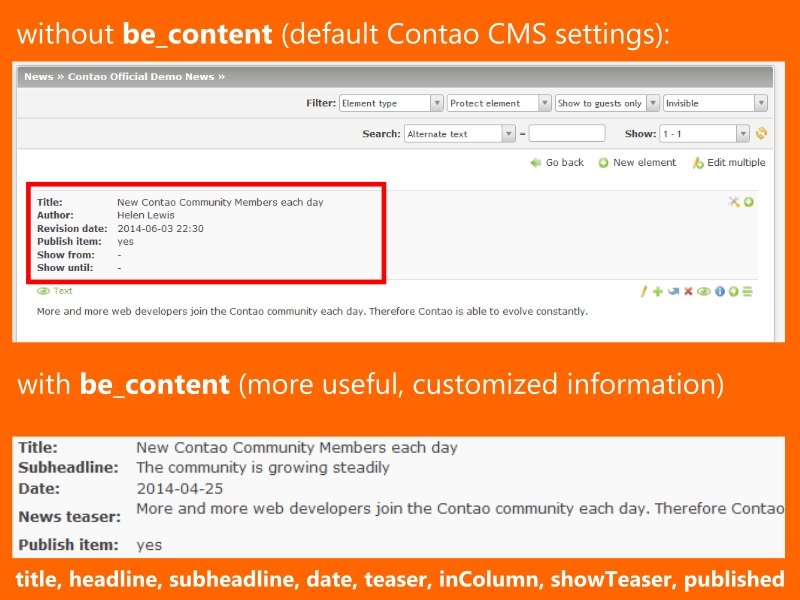 without be_content (default Contao CMS settings):
News » Contao Official Demo News »
Filter: Element type Protect element Show to guests only Invisible
Search: Alternate text = Show: 1 - 1
Go back New element Edit multiple
Title: New Contao Community Members each day
Author: Helen Lewis
Revision date: 2014-06-03 22:30
Publish item: yes
Show from: -
Show until: -
Text
More and more web developers join the Contao community each day. Therefore Contao is able to evolve constantly.
with be_content (more useful, customized information)
Title: New Contao Community Members each day
Subheadline: The community is growing steadily
Date: 2014-04-25
News teaser: More and more web developers join the Contao community each day. Therefore Contao
Publish item: yes
title, headline, subheadline, date, teaser, inColumn, showTeaser, published